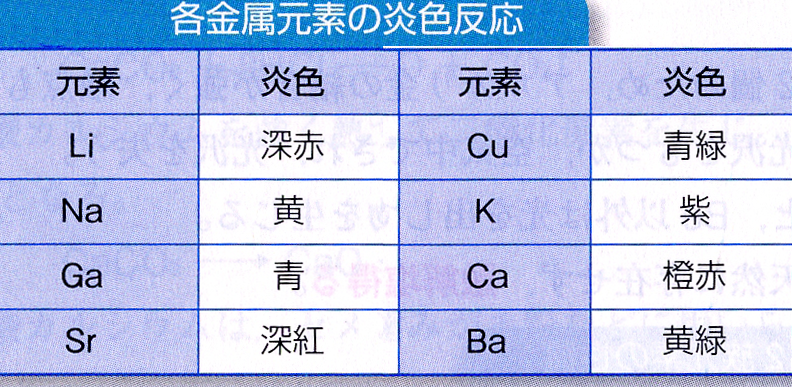 各金属元素の炎色反応
元素 炎色 元素 炎色
Li 深赤 Cu 青緑
Na 黄 K 紫
Ga 青 Ca 橙赤
Sr 深紅 Ba 黄緑